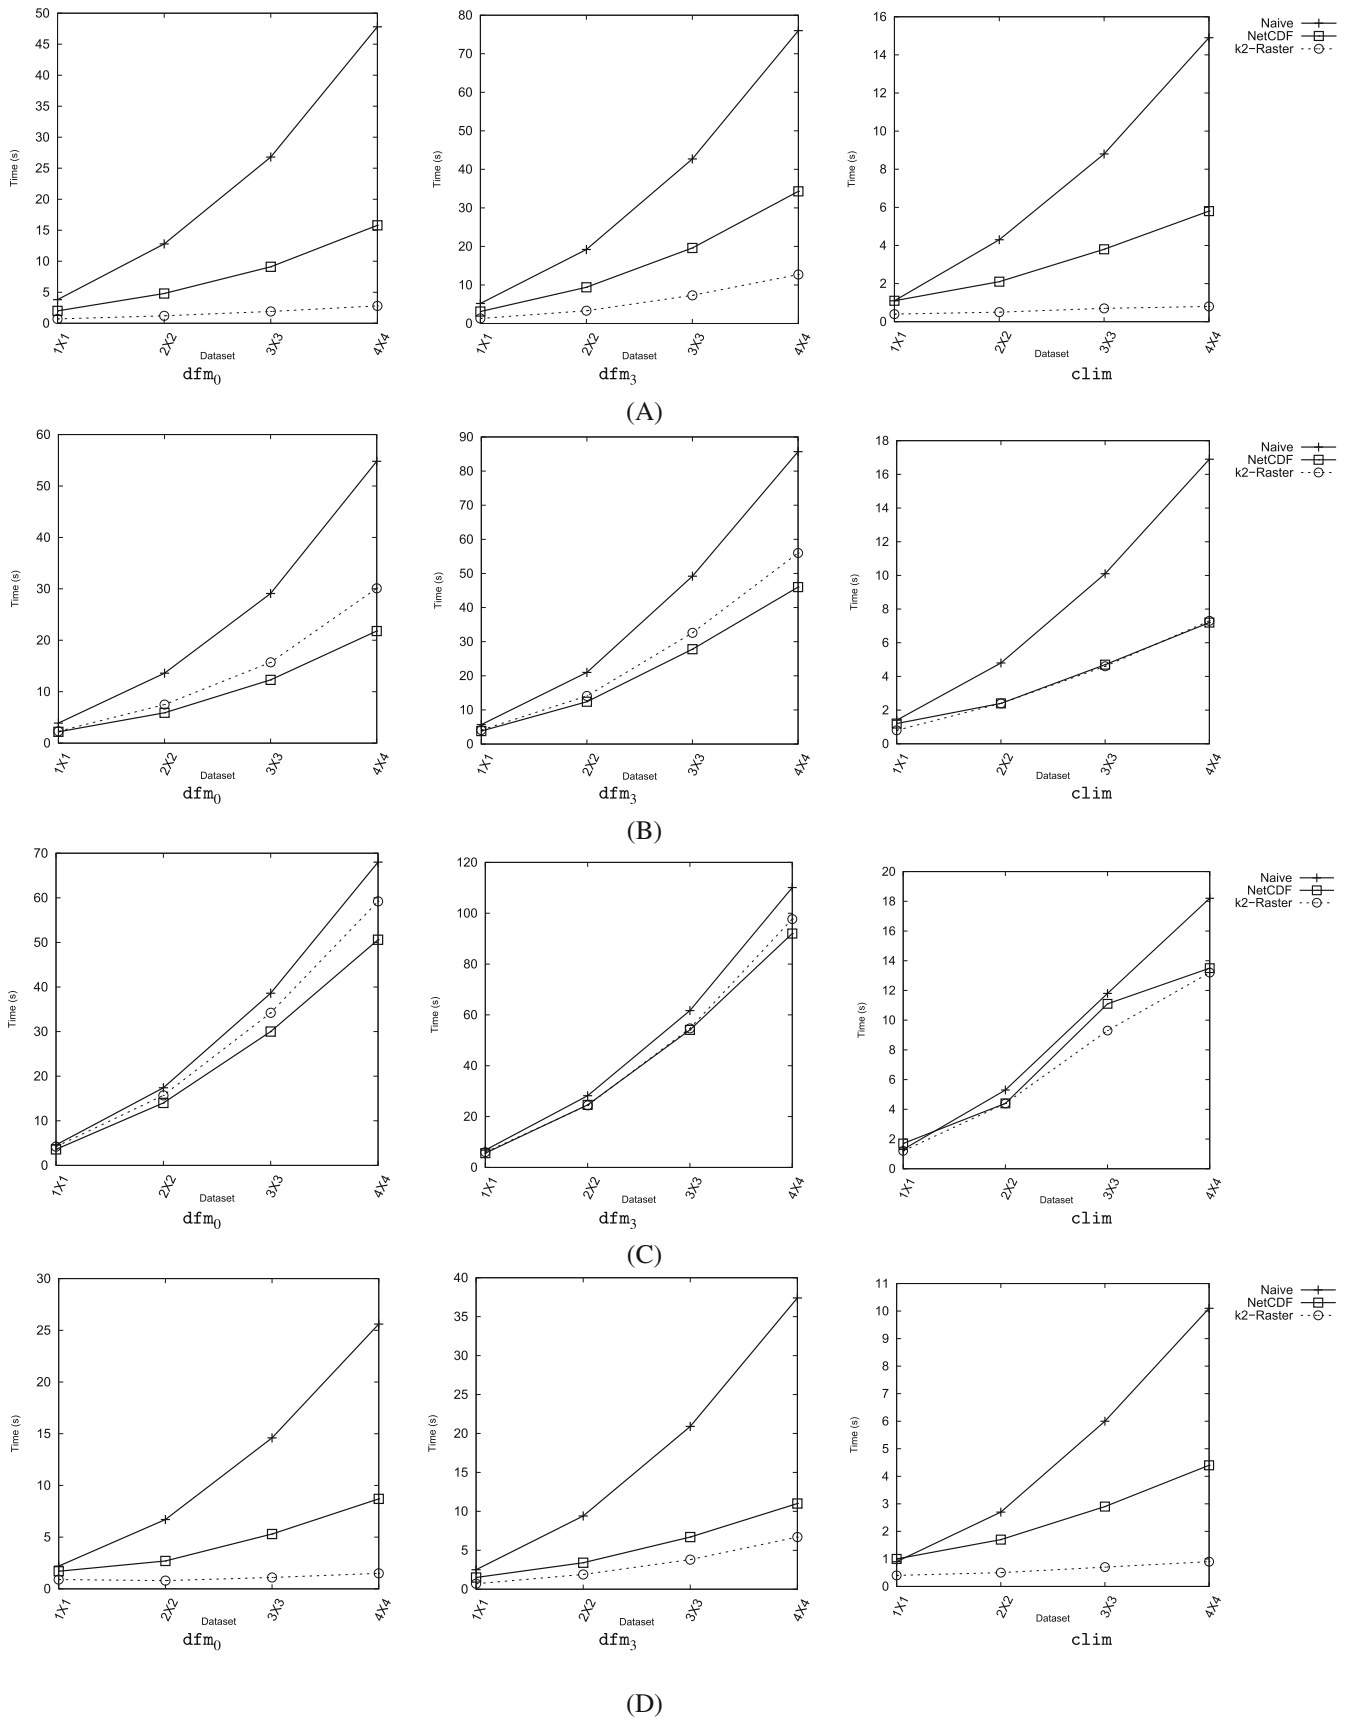 50
45
40
35
30
25
20
15
10
5
0
Time (s)
1X1
2X2
3X3
4X4
Dataset
dfm0
80
70
60
50
40
30
20
10
0
Time (s)
1X1
2X2
3X3
4X4
Dataset
dfm3
16
14
12
10
8
6
4
2
0
Time (s)
1X1
2X2
3X3
4X4
Dataset
clim
Naive
NetCDF
k2-Raster
(A)
60
50
40
30
20
10
0
Time (s)
1X1
2X2
3X3
4X4
Dataset
dfm0
90
80
70
60
50
40
30
20
10
0
Time (s)
1X1
2X2
3X3
4X4
Dataset
dfm3
18
16
14
12
10
8
6
4
2
0
Time (s)
1X1
2X2
3X3
4X4
Dataset
clim
Naive
NetCDF
k2-Raster
(B)
70
60
50
40
30
20
10
0
Time (s)
1X1
2X2
3X3
4X4
Dataset
dfm0
120
100
80
60
40
20
0
Time (s)
1X1
2X2
3X3
4X4
Dataset
dfm3
20
18
16
14
12
10
8
6
4
2
0
Time (s)
1X1
2X2
3X3
4X4
Dataset
clim
Naive
NetCDF
k2-Raster
(C)
30
25
20
15
10
5
0
Time (s)
1X1
2X2
3X3
4X4
Dataset
dfm0
40
35
30
25
20
15
10
5
0
Time (s)
1X1
2X2
3X3
4X4
Dataset
dfm3
11
10
9
8
7
6
5
4
3
2
1
0
Time (s)
1X1
2X2
3X3
4X4
Dataset
clim
Naive
NetCDF
k2-Raster
(D)